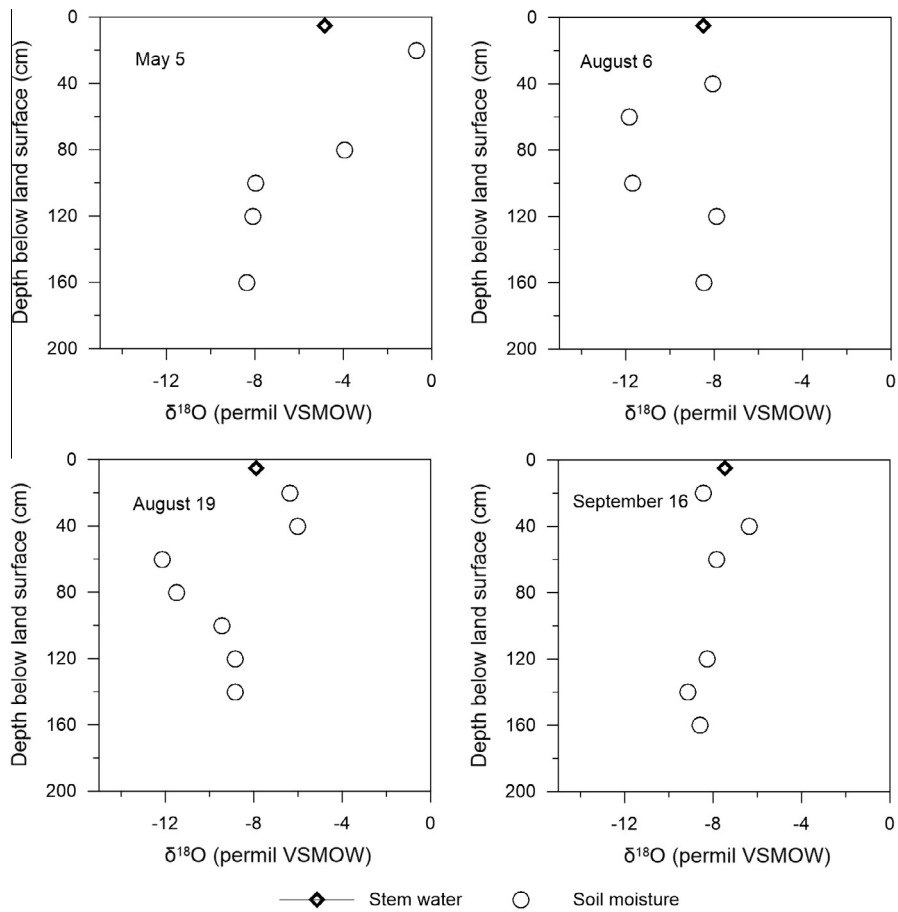 0
40
80
120
160
200
Depth below land surface (cm)
May 5
-12
-8
-4
0
δ¹⁸O (permil VSMOW)
0
40
80
120
160
200
Depth below land surface (cm)
August 6
-12
-8
-4
0
δ¹⁸O (permil VSMOW)
0
40
80
120
160
200
Depth below land surface (cm)
August 19
-12
-8
-4
0
δ¹⁸O (permil VSMOW)
0
40
80
120
160
200
Depth below land surface (cm)
September 16
-12
-8
-4
0
δ¹⁸O (permil VSMOW)
Stem water
Soil moisture